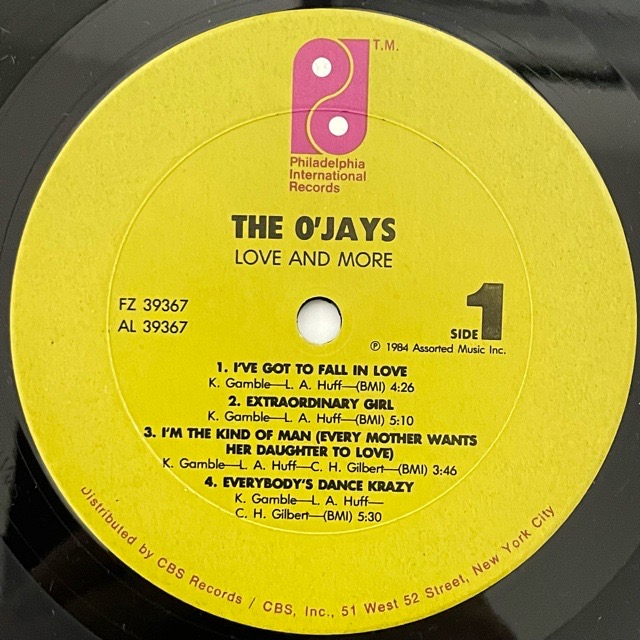 T.M.
Philadelphia
International
Records
THE O'JAYS
LOVE AND MORE
FZ 39367
AL 39367
SIDE 1
℗ 1984 Assorted Music Inc.
1. I'VE GOT TO FALL IN LOVE
K. Gamble—L. A. Huff—(BMI) 4:26
2. EXTRAORDINARY GIRL
K. Gamble—L. A. Huff—(BMI) 5:10
3. I'M THE KIND OF MAN (EVERY MOTHER WANTS
HER DAUGHTER TO LOVE)
K. Gamble—L. A. Huff—C. H. Gilbert—(BMI) 3:46
4. EVERYBODY'S DANCE KRAZY
K. Gamble—L. A. Huff—
C. H. Gilbert—(BMI) 5:30
Distributed by CBS Records / CBS, Inc., 51 West 52 Street, New York City